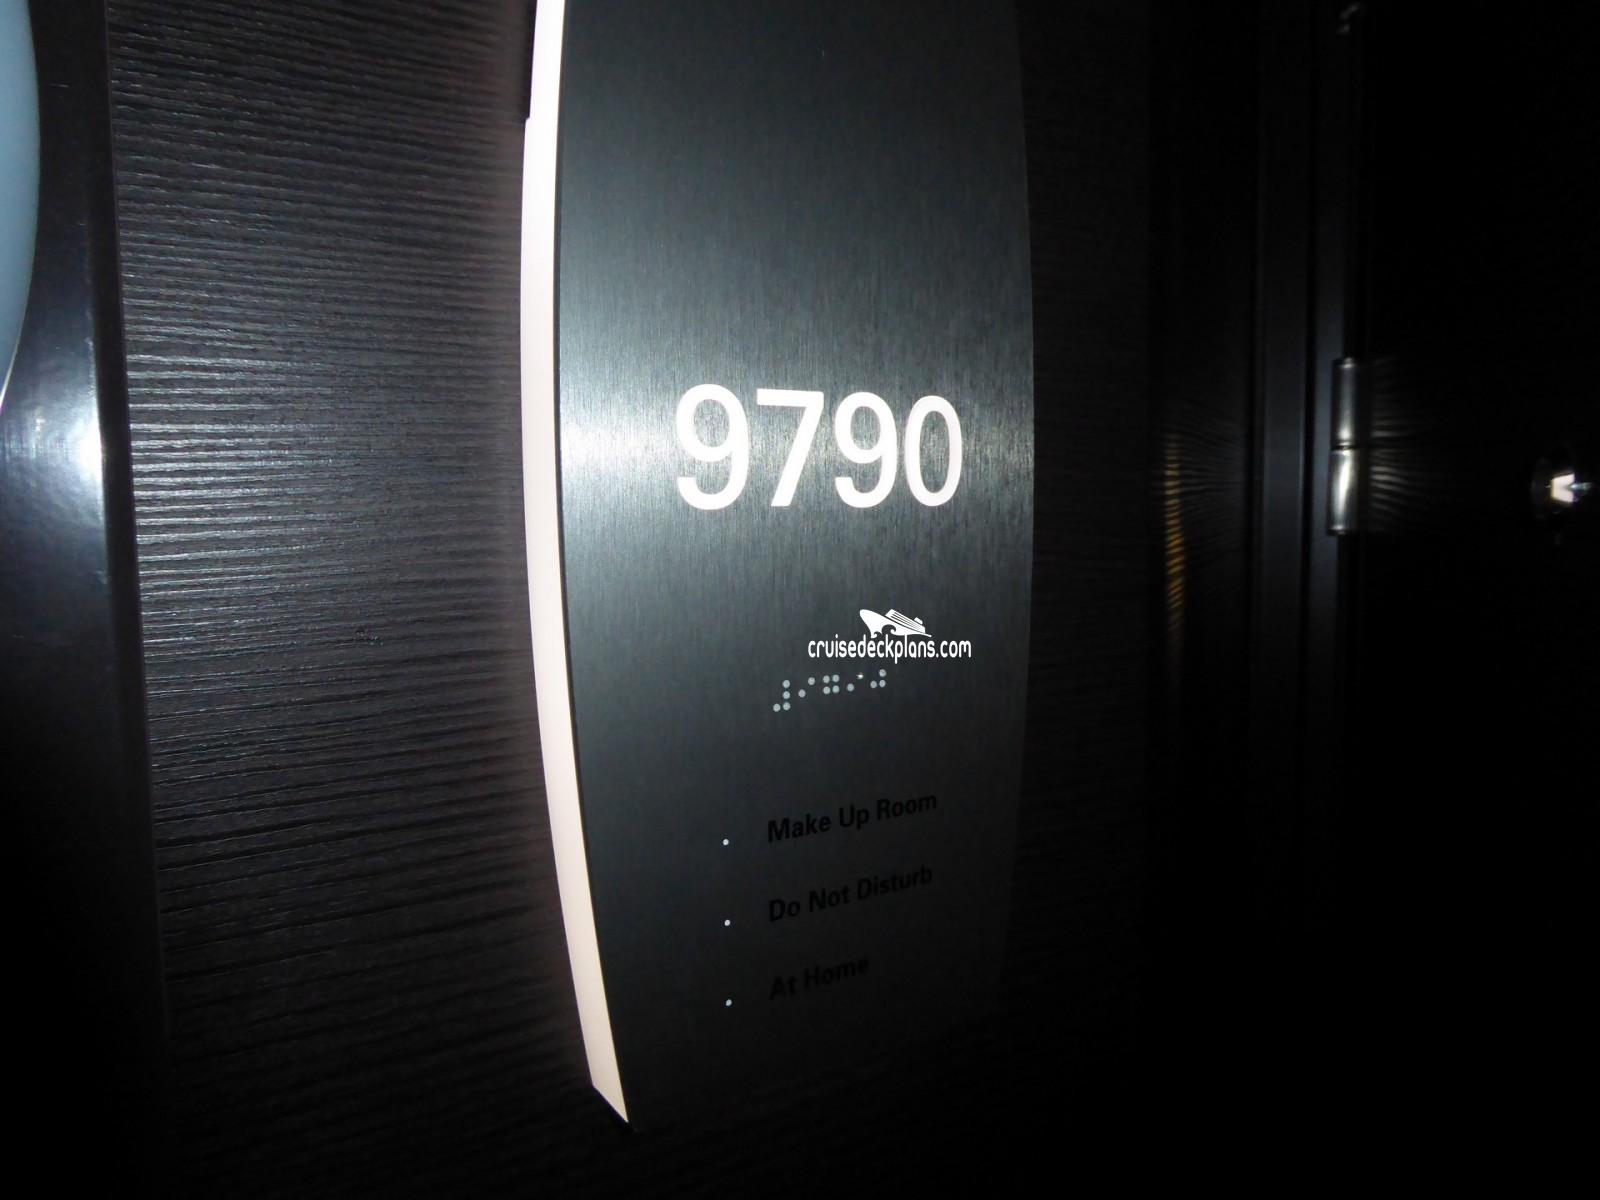 9790
cruisedeckplans.com
⠼⠊⠛⠊⠚
Make Up Room
Do Not Disturb
At Home